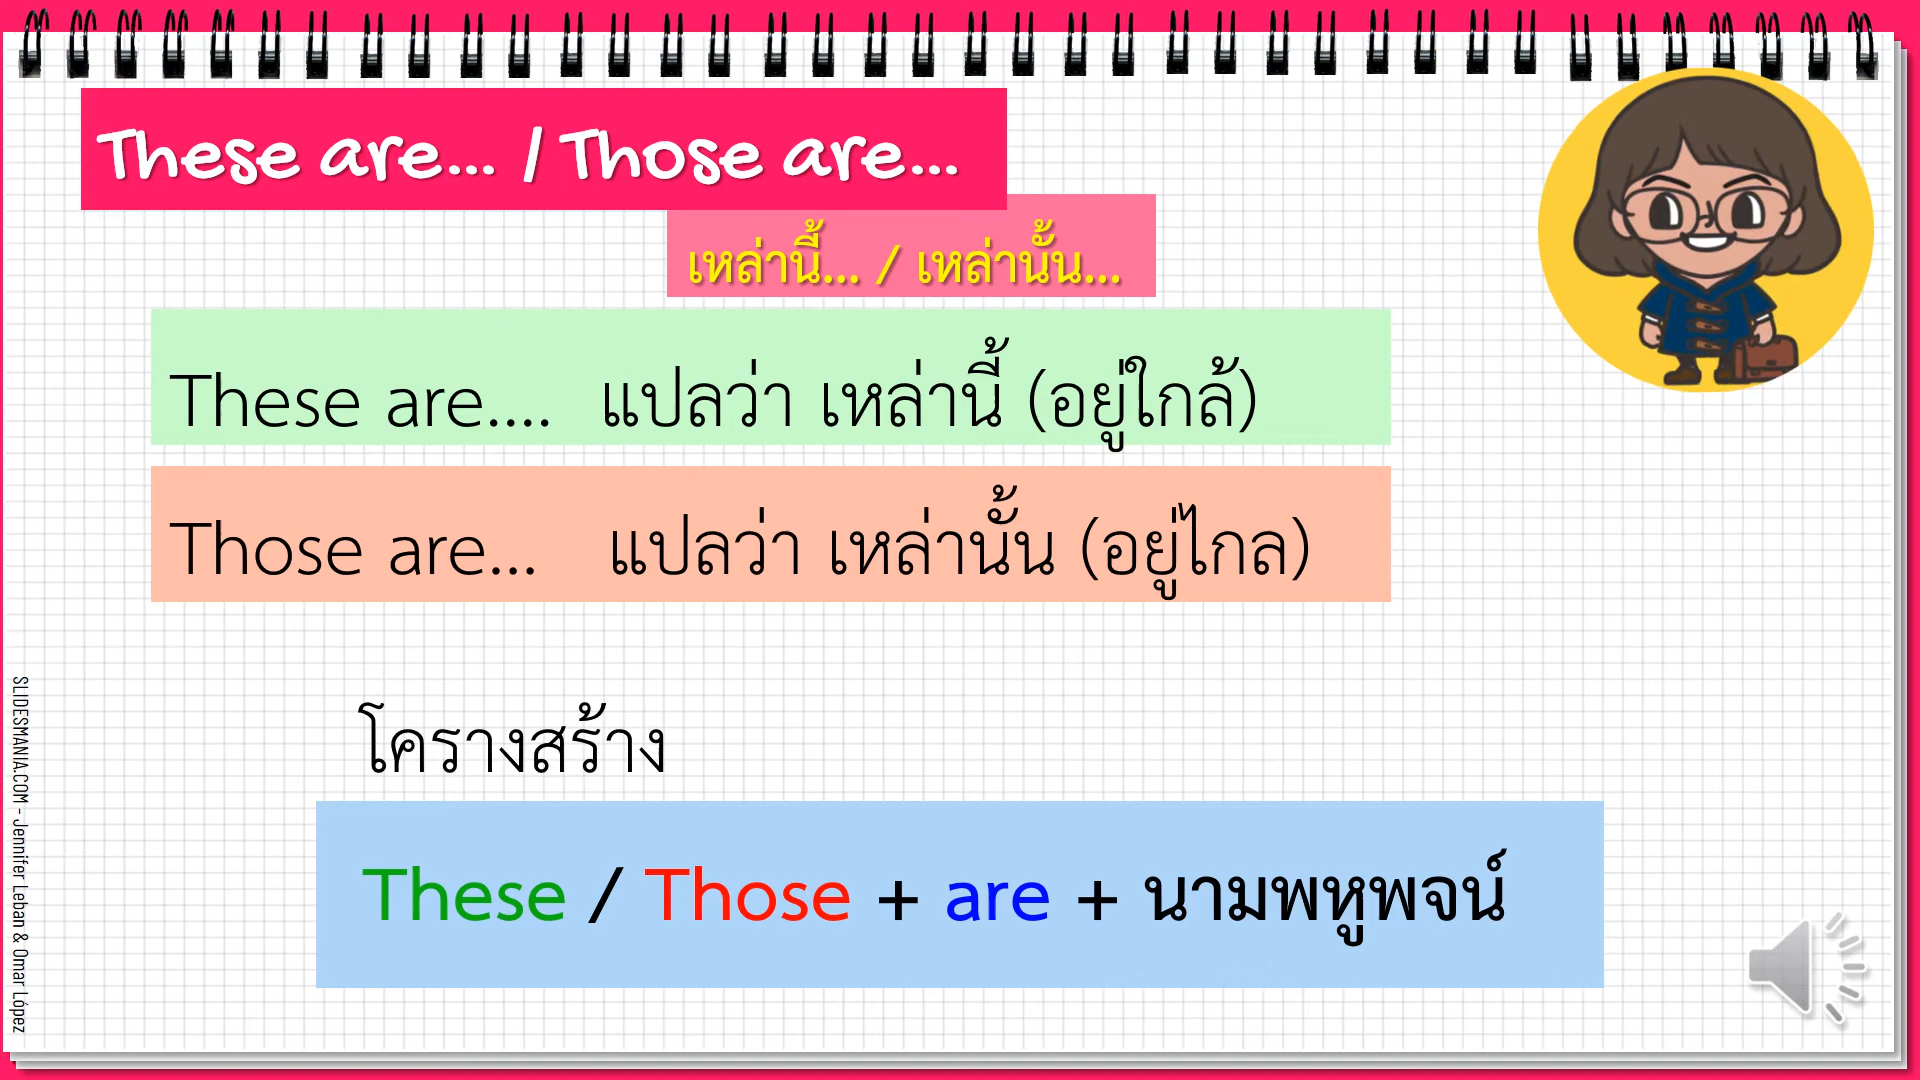 These are... / Those are...
เหล่านี้... / เหล่านั้น...
These are.... แปลว่า เหล่านี้ (อยู่ใกล้)
Those are... แปลว่า เหล่านั้น (อยู่ไกล)
โครางสร้าง
These / Those + are + นามพหูพจน์
SLIDESMANIA.COM - Jennifer Leban & Omar López